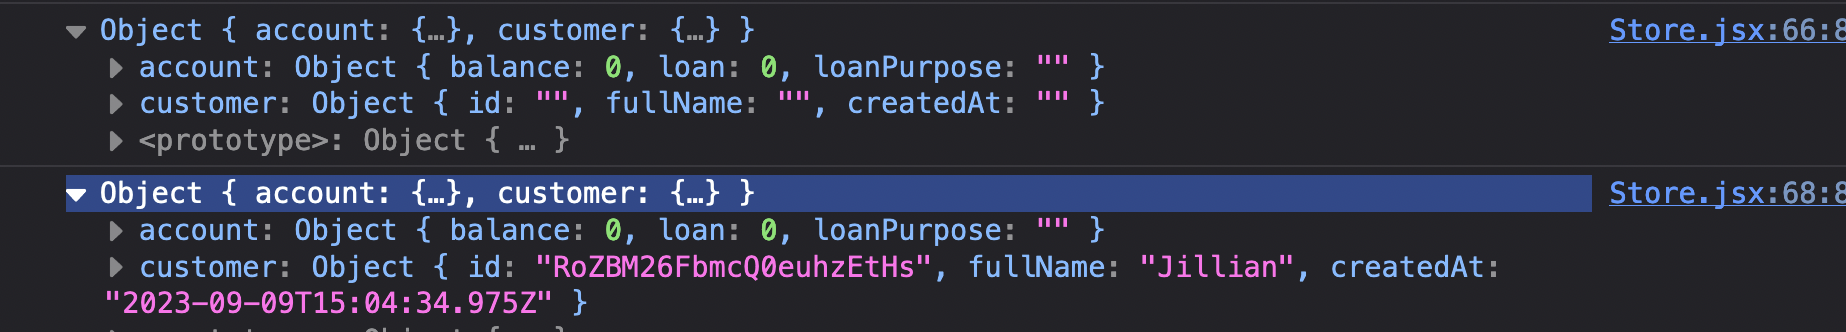 Object { account: {…}, customer: {…} } Store.jsx:66:8
account: Object { balance: 0, loan: 0, loanPurpose: "" }
customer: Object { id: "", fullName: "", createdAt: "" }
<prototype>: Object { … }
Object { account: {…}, customer: {…} } Store.jsx:68:8
account: Object { balance: 0, loan: 0, loanPurpose: "" }
customer: Object { id: "RoZBM26FbmcQ0euhzEtHs", fullName: "Jillian", createdAt:
"2023-09-09T15:04:34.975Z" }